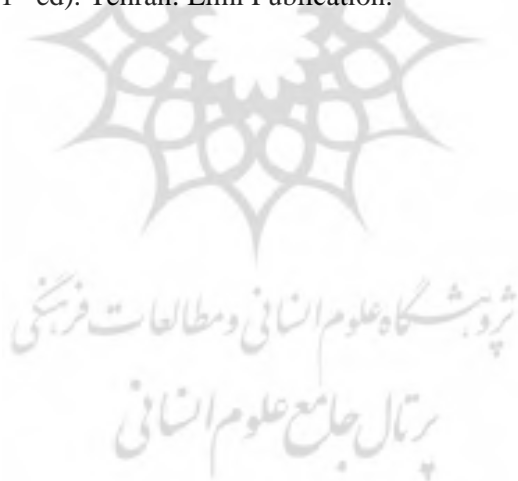 ed). Tehran: Elmi Publication.
پژوهشگاه علوم انسانی و مطالعات فرهنگی
پرتال جامع علوم انسانی